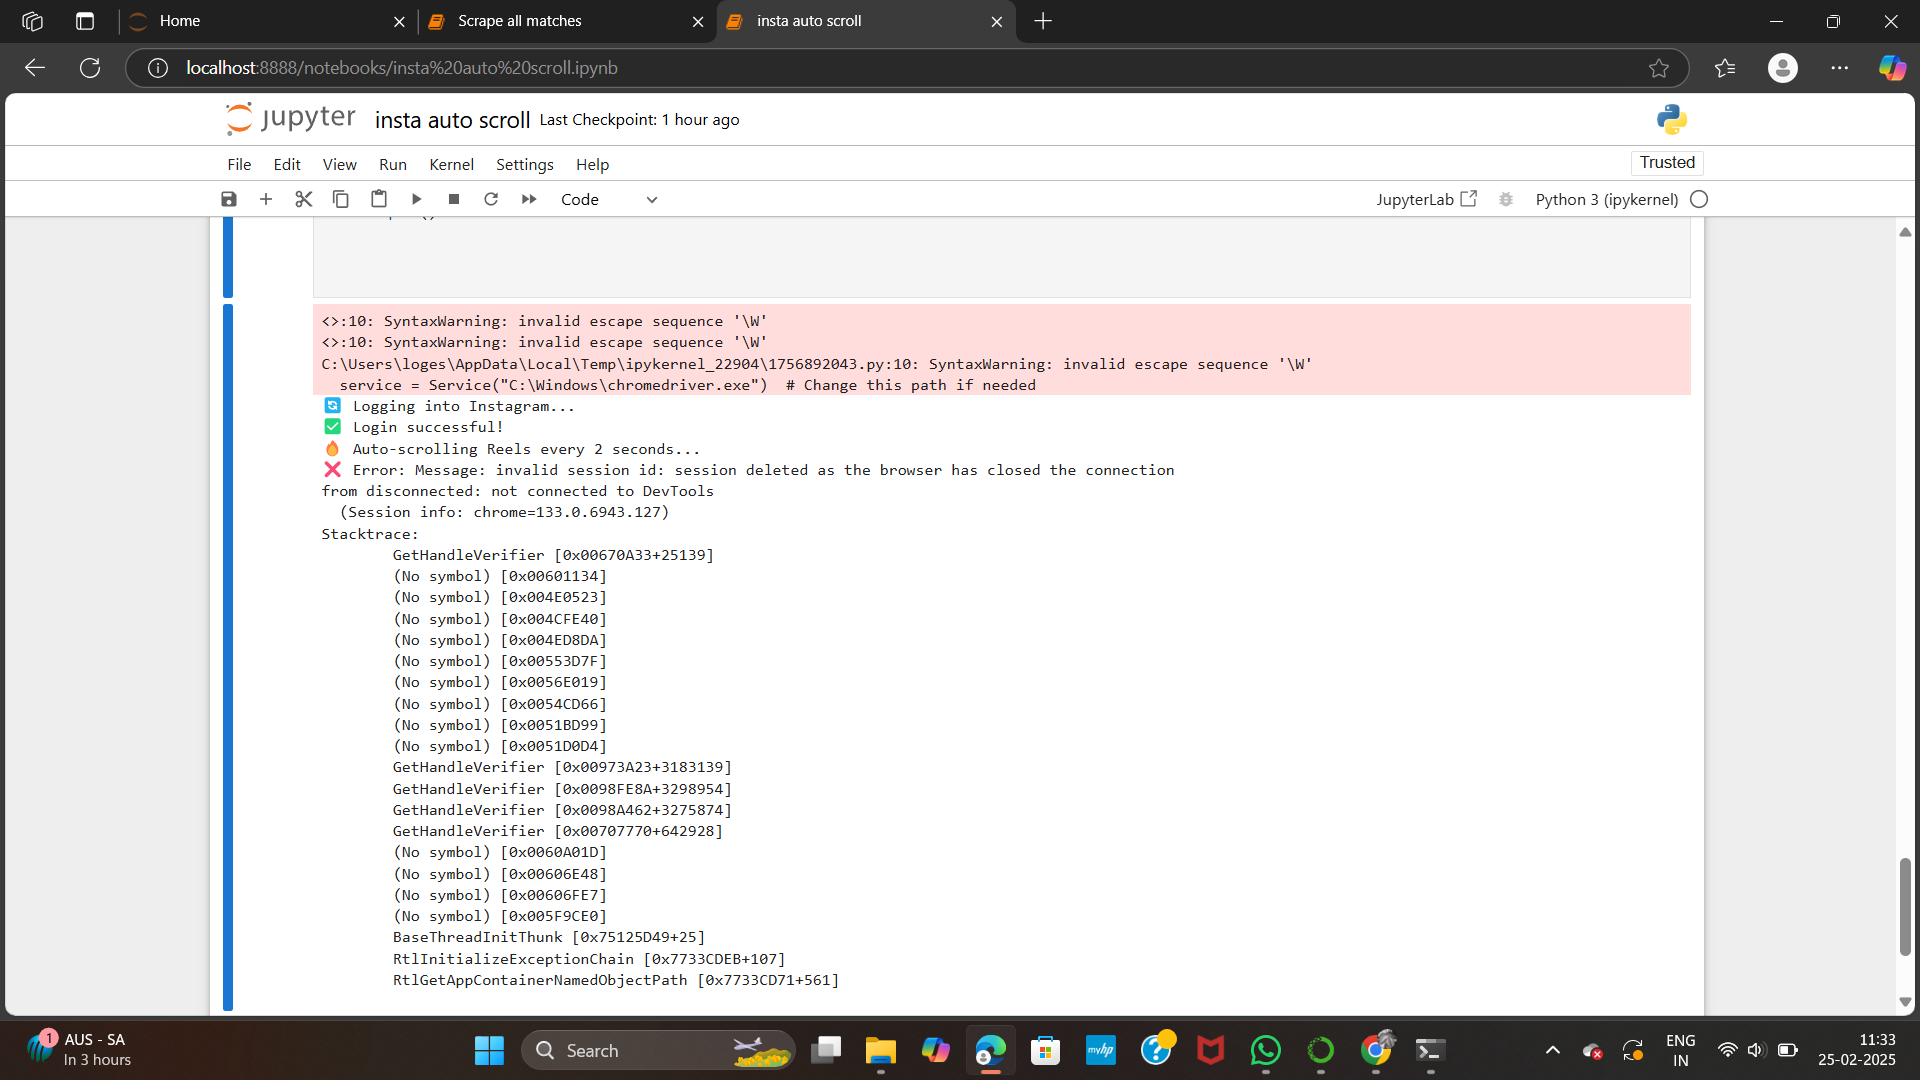 Home
Scrape all matches
insta auto scroll
localhost:8888/notebooks/insta%20auto%20scroll.ipynb
jupyter insta auto scroll Last Checkpoint: 1 hour ago
File Edit View Run Kernel Settings Help
Trusted
Code
JupyterLab
Python 3 (ipykernel)
<>:10: SyntaxWarning: invalid escape sequence '\W'
<>:10: SyntaxWarning: invalid escape sequence '\W'
C:\Users\loges\AppData\Local\Temp\ipykernel_22904\1756892043.py:10: SyntaxWarning: invalid escape sequence '\W'
service = Service("C:\Windows\chromedriver.exe")  # Change this path if needed
Logging into Instagram...
Login successful!
Auto-scrolling Reels every 2 seconds...
Error: Message: invalid session id: session deleted as the browser has closed the connection
from disconnected: not connected to DevTools
(Session info: chrome=133.0.6943.127)
Stacktrace:
GetHandleVerifier [0x00670A33+25139]
(No symbol) [0x00601134]
(No symbol) [0x004E0523]
(No symbol) [0x004CFE40]
(No symbol) [0x004ED8DA]
(No symbol) [0x00553D7F]
(No symbol) [0x0056E019]
(No symbol) [0x0054CD66]
(No symbol) [0x0051BD99]
(No symbol) [0x0051D0D4]
GetHandleVerifier [0x00973A23+3183139]
GetHandleVerifier [0x0098FE8A+3298954]
GetHandleVerifier [0x0098A462+3275874]
GetHandleVerifier [0x00707770+642928]
(No symbol) [0x0060A01D]
(No symbol) [0x00606E48]
(No symbol) [0x00606FE7]
(No symbol) [0x005F9CE0]
BaseThreadInitThunk [0x75125D49+25]
RtlInitializeExceptionChain [0x7733CDEB+107]
RtlGetAppContainerNamedObjectPath [0x7733CD71+561]
1
AUS - SA
In 3 hours
Search
myhp
ENG
IN
11:33
25-02-2025